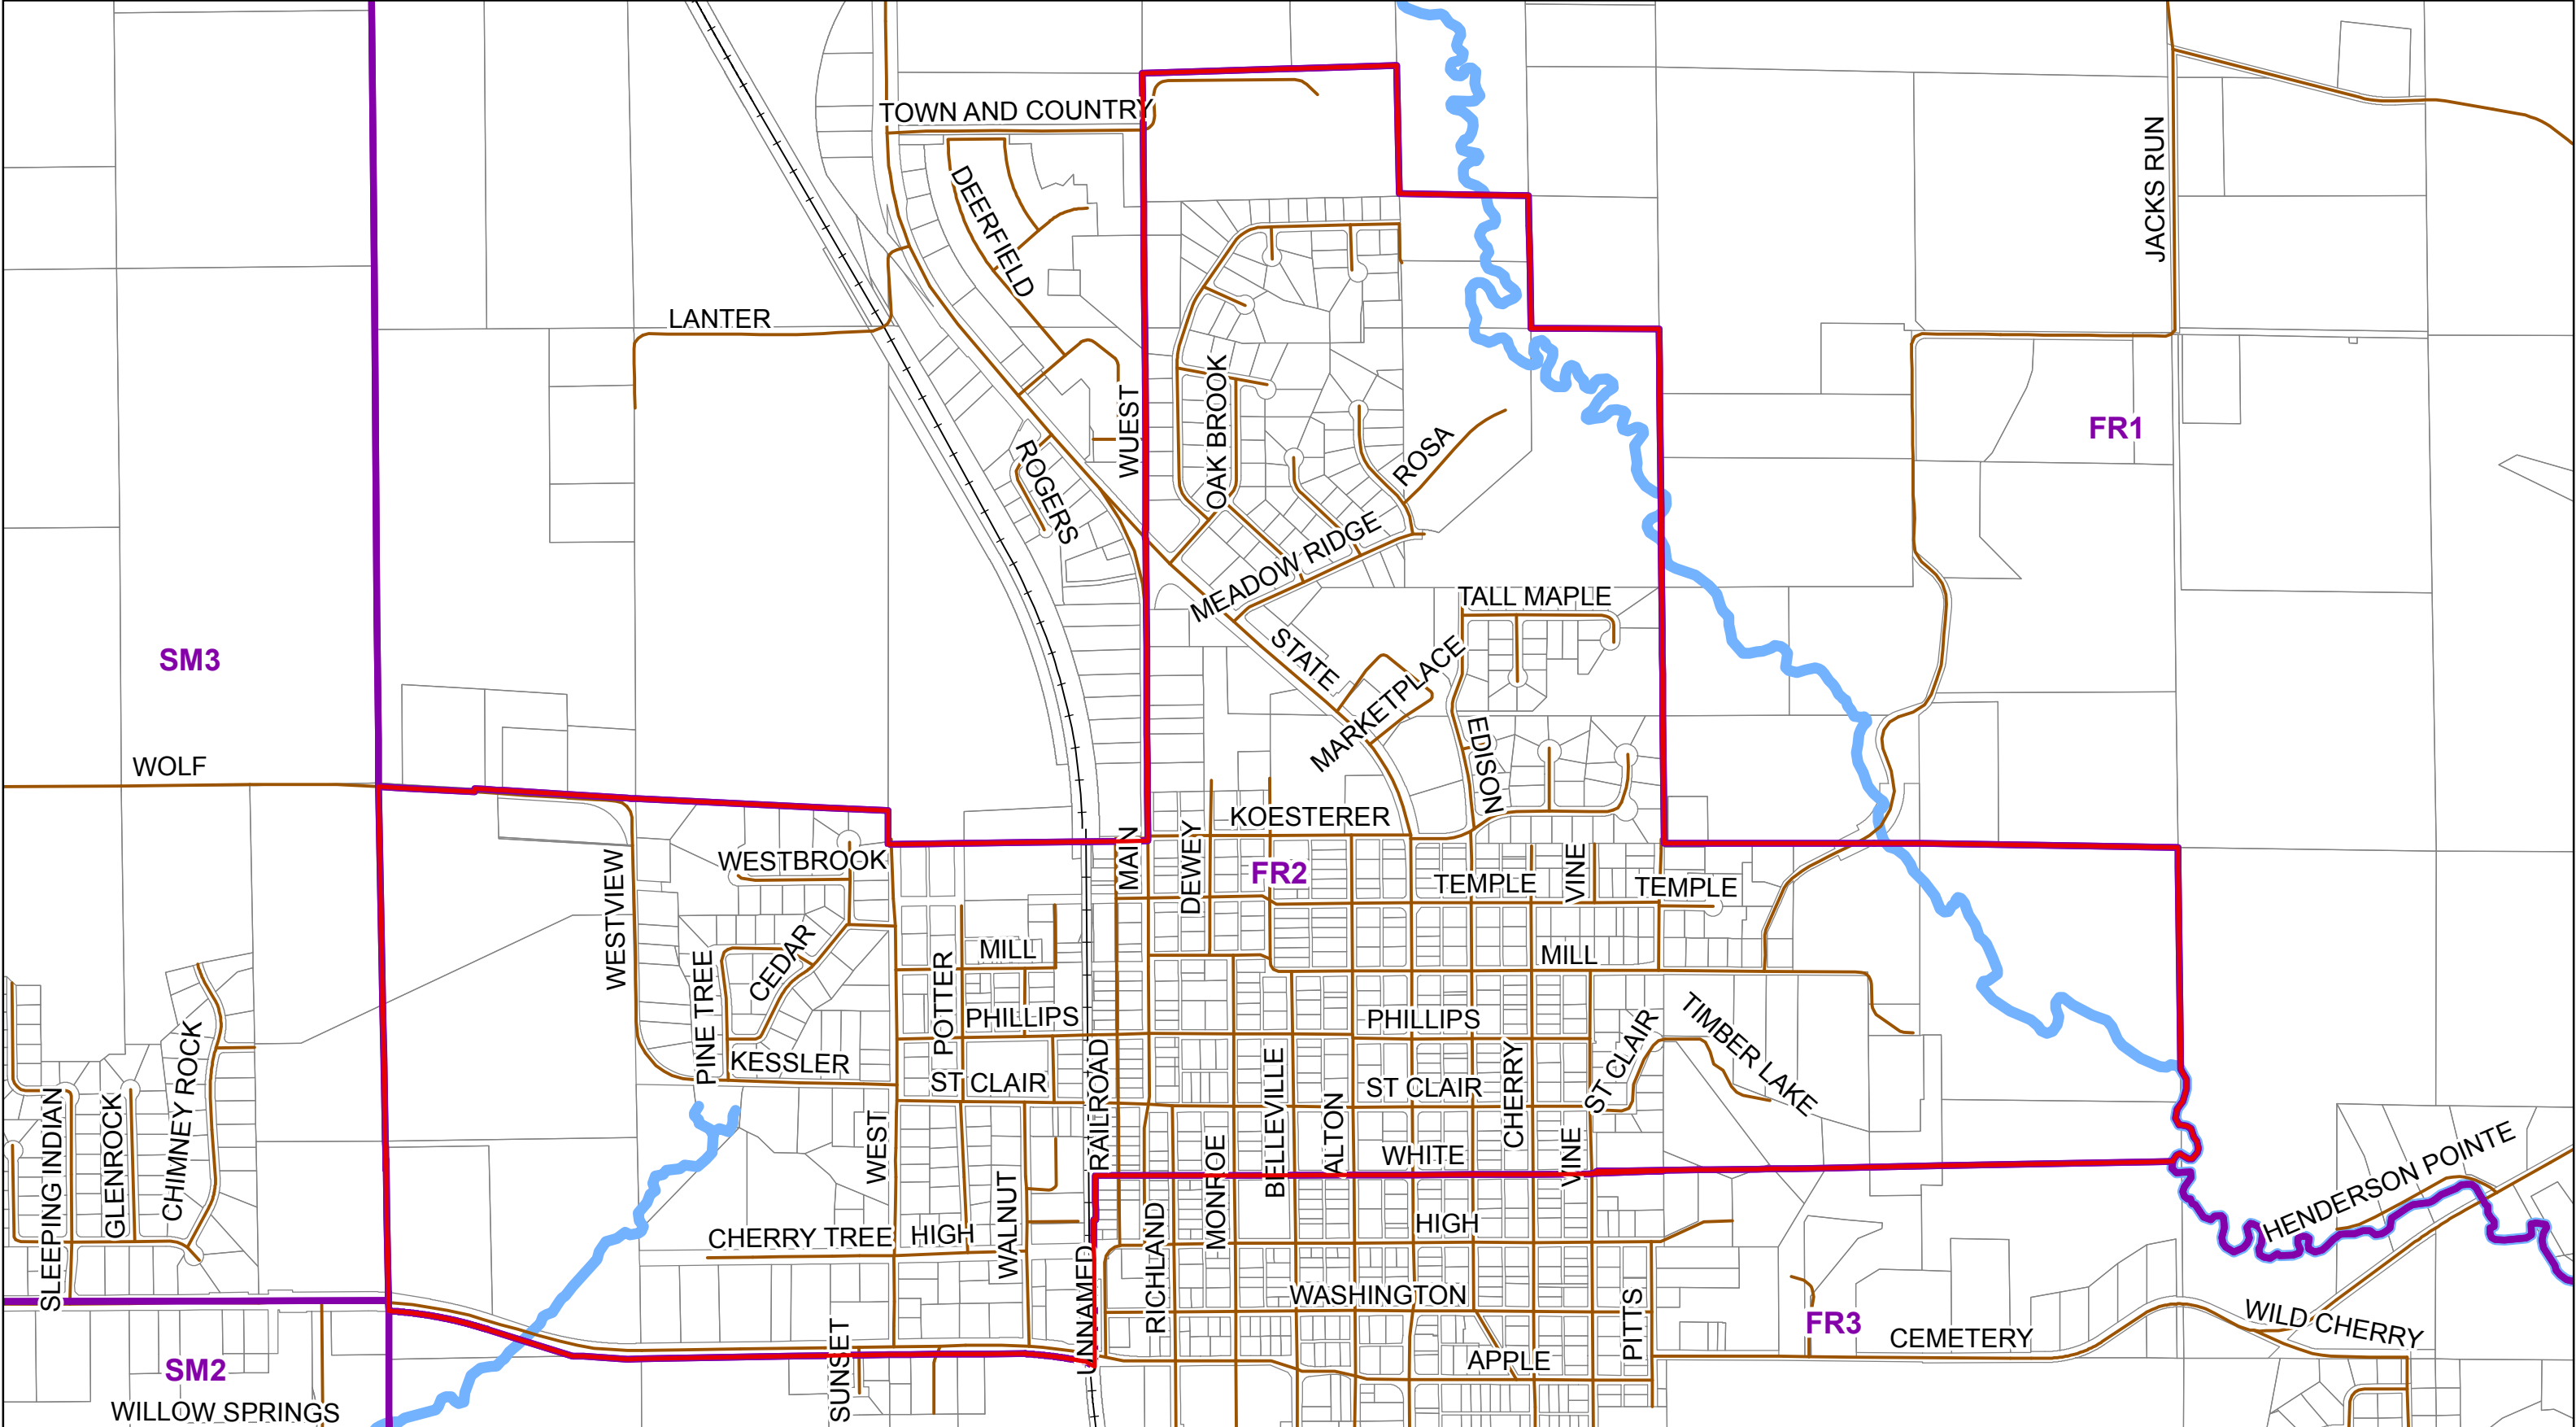 TOWN AND COUNTRY
JACKS RUN
DEERFIELD
LANTER
WUEST
OAK BROOK
ROSA
FR1
ROGERS
MEADOW RIDGE
TALL MAPLE
STATE
MARKETPLACE
SM3
EDISON
WOLF
KOESTERER
MAIN
DEWEY
WESTBROOK
FR2
VINE
TEMPLE
TEMPLE
WESTVIEW
MILL
MILL
CEDAR
POTTER
PINE TREE
PHILLIPS
PHILLIPS
TIMBER LAKE
ST CLAIR
CHIMNEY ROCK
KESSLER
ST CLAIR
RAILROAD
BELLEVILLE
ALTON
ST CLAIR
CHERRY
SLEEPING INDIAN
GLENROCK
WEST
WHITE
VINE
MONROE
HENDERSON POINTE
CHERRY TREE
HIGH
WALNUT
RICHLAND
HIGH
UNNAMED
WASHINGTON
PITTS
FR3
CEMETERY
WILD CHERRY
SM2
SUNSET
APPLE
WILLOW SPRINGS